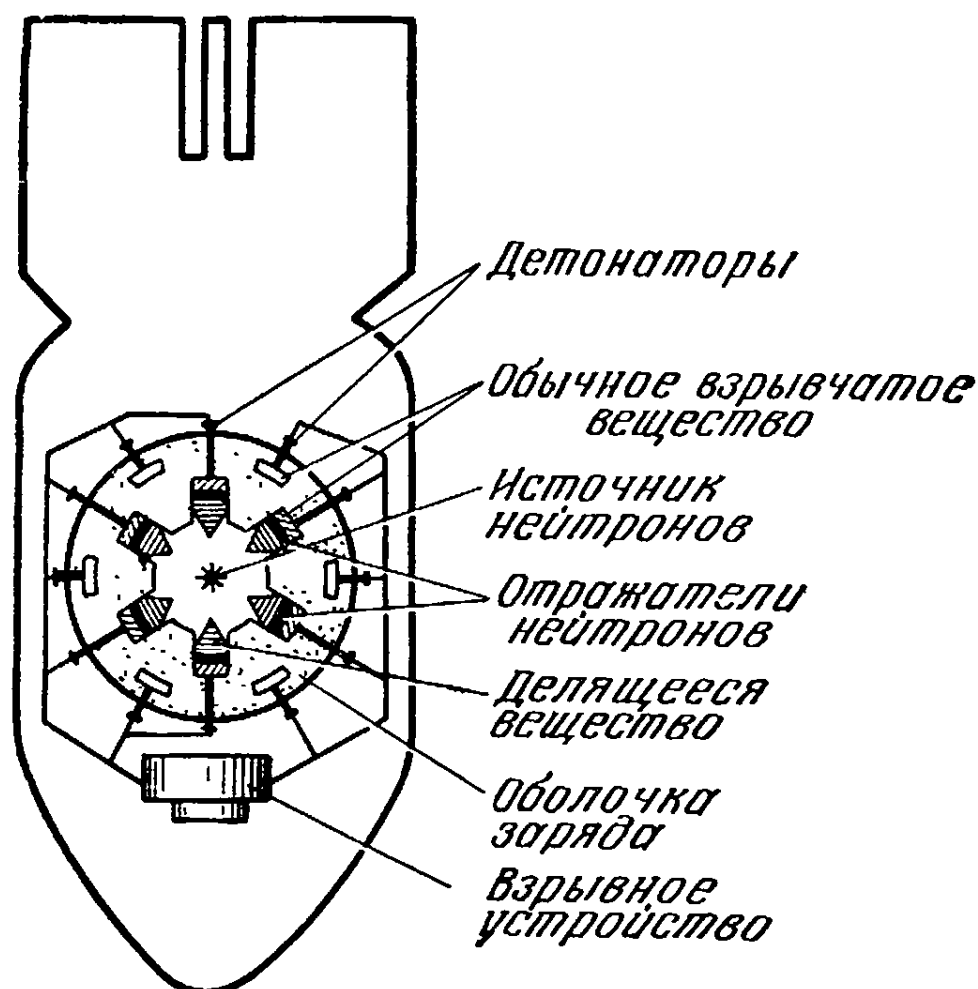 Детонаторы
Обычное взрывчатое
вещество
Источник
нейтронов
Отражатели
нейтронов
Делящееся
вещество
Оболочка
заряда
Взрывное
устройство